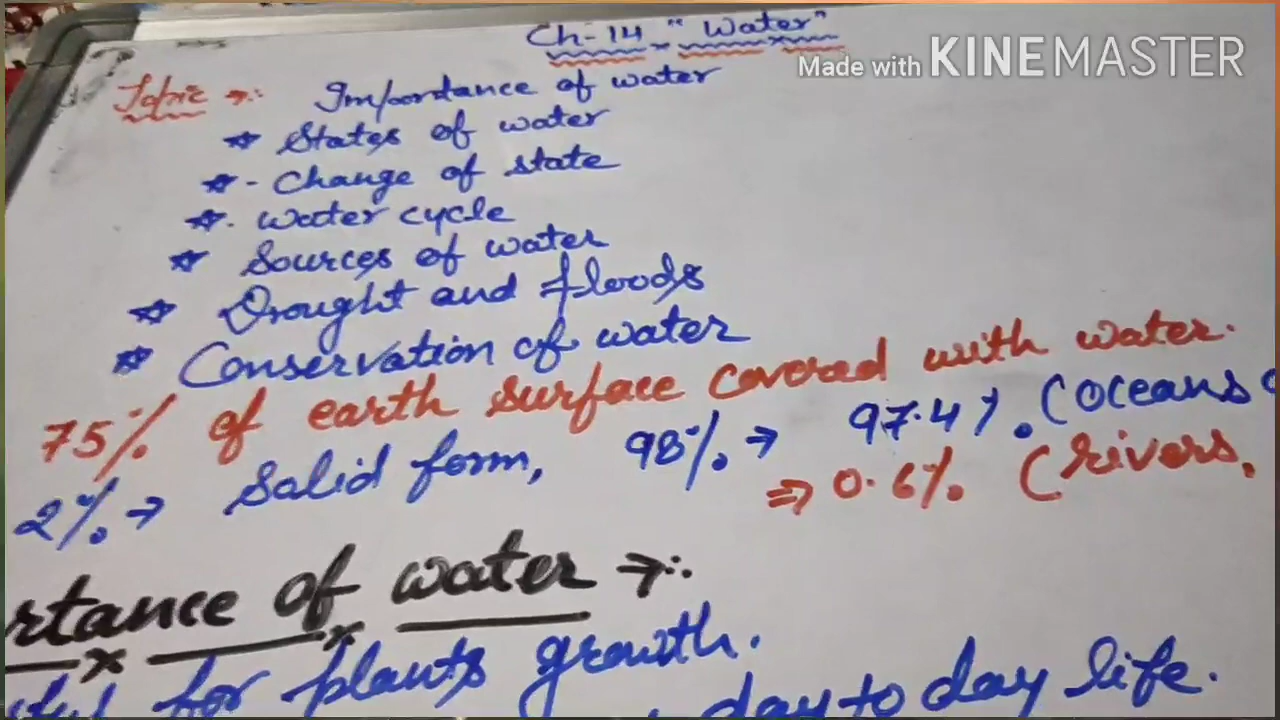 Ch-14 "Water"
Made with KINEMASTER
Topic →∴ Importance of water
☆ States of water
☆ - Change of state
☆ . Water cycle
☆ Sources of water
☆ Drought and floods
☆ Conservation of water
75% of earth surface covered with water.
2% → Solid form, 98% → 97.4% (oceans
⇒ 0.6% (rivers,
rtance of water →∴
for plants growth.
day to day life.